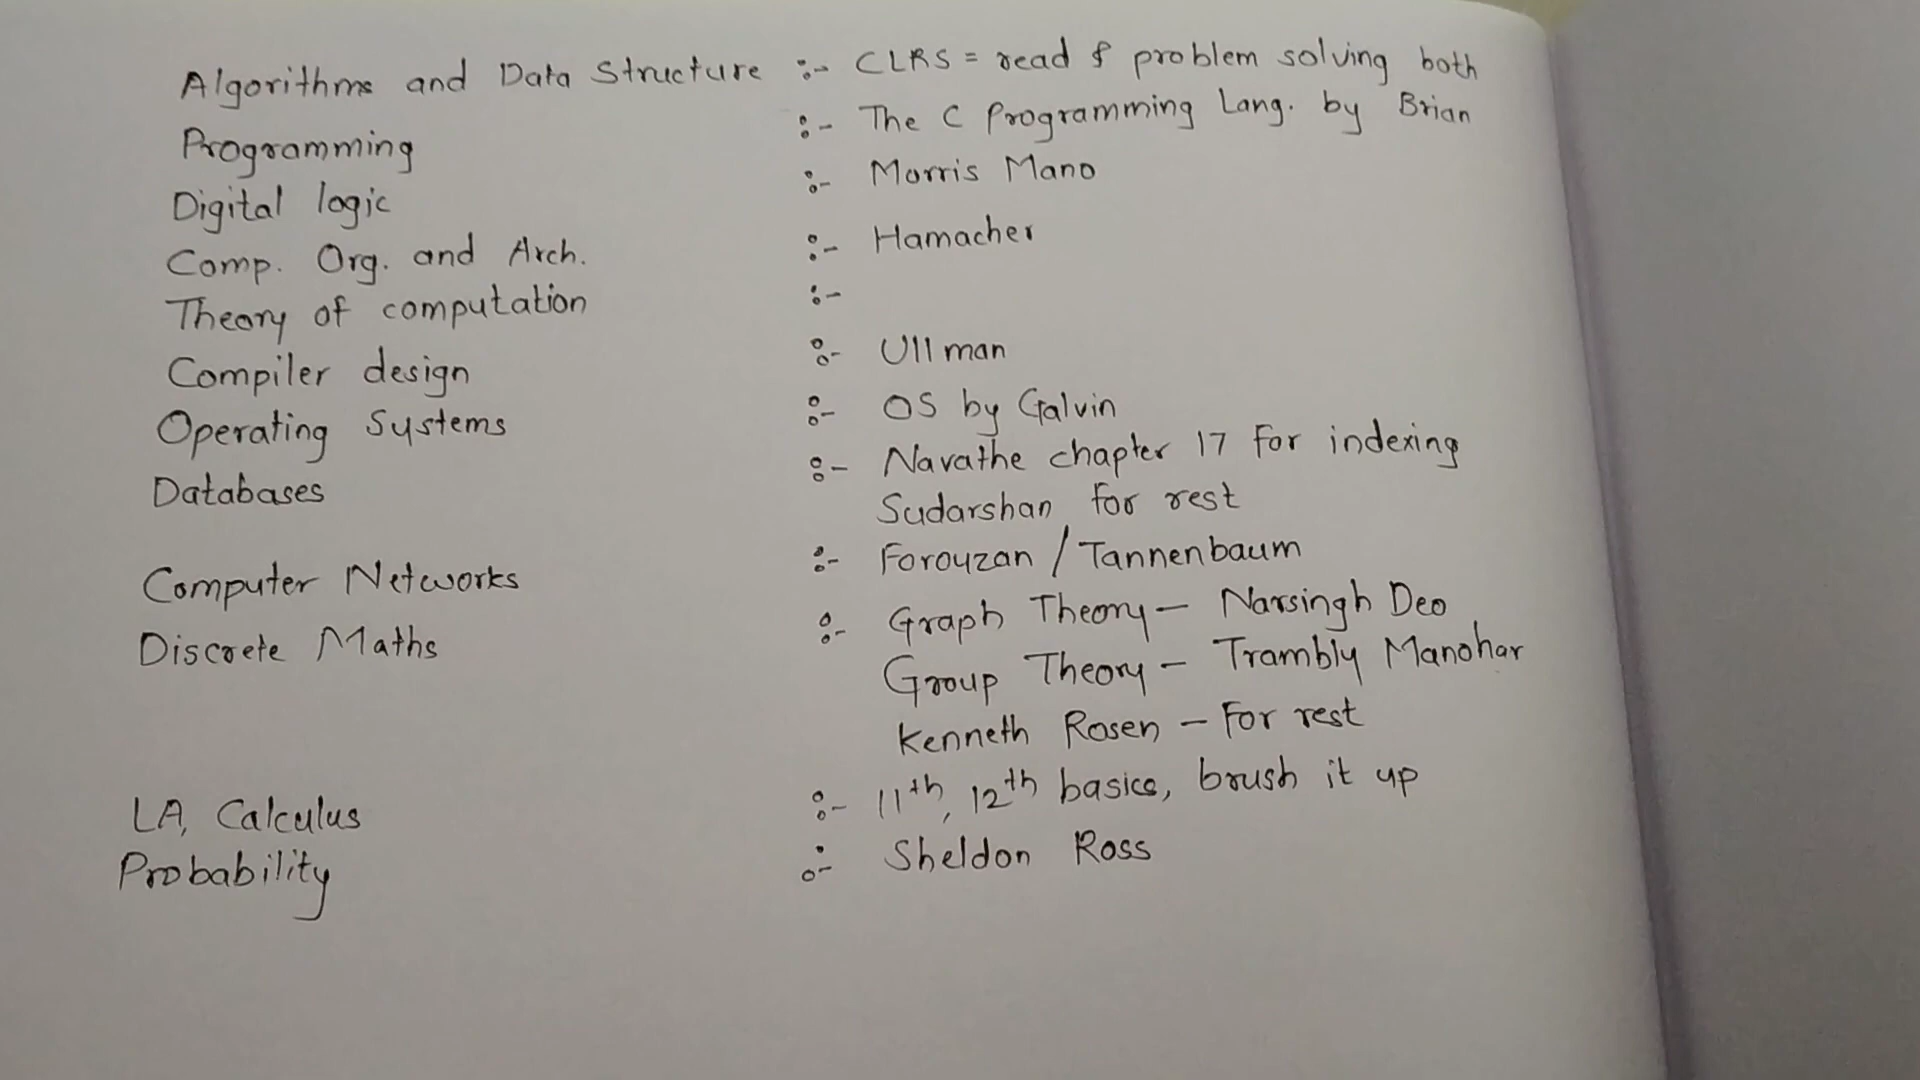 Algorithms and Data Structure :- CLRS = read & problem solving both
Programming :- The C Programming Lang. by Brian
Digital logic :- Morris Mano
Comp. Org. and Arch. :- Hamacher
Theory of computation :-
Compiler design :- Ullman
Operating Systems :- OS by Galvin
Databases :- Navathe chapter 17 For indexing
Sudarshan for rest
Computer Networks :- Forouzan / Tannenbaum
Discrete Maths :- Graph Theory - Narsingh Deo
Group Theory - Trambly Manohar
Kenneth Rosen - For rest
LA, Calculus :- 11th, 12th basics, brush it up
Probability :- Sheldon Ross